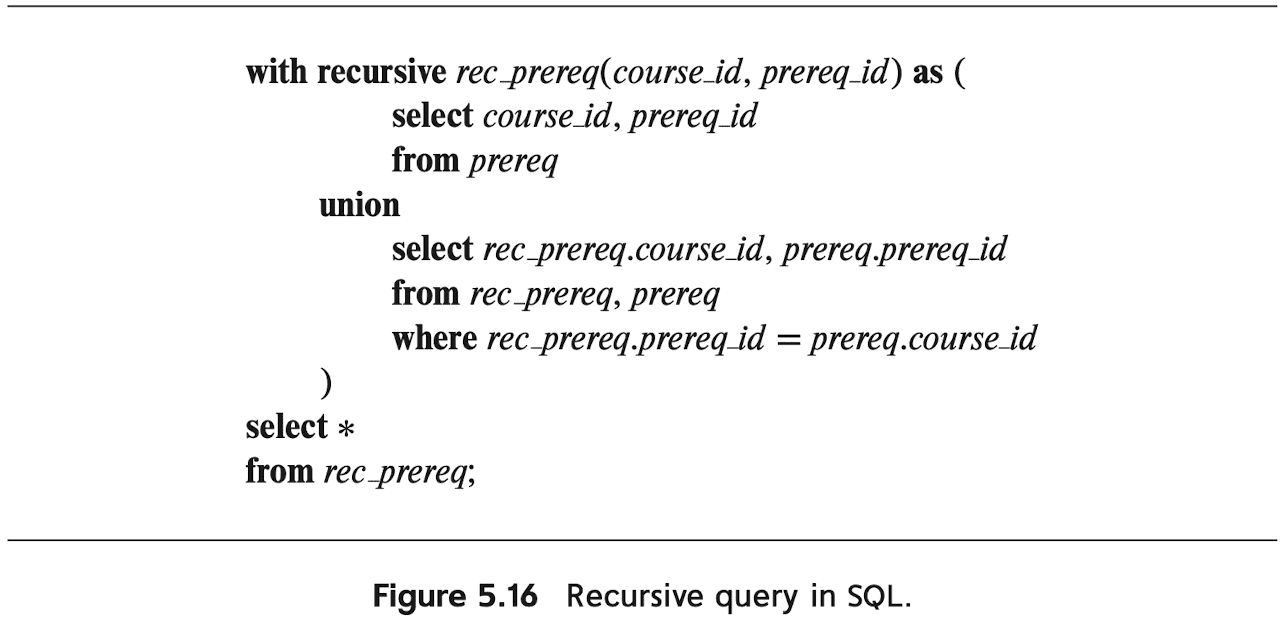 with recursive rec_prereq(course_id, prereq_id) as (
select course_id, prereq_id
from prereq
union
select rec_prereq.course_id, prereq.prereq_id
from rec_prereq, prereq
where rec_prereq.prereq_id = prereq.course_id
)
select *
from rec_prereq;
Figure 5.16 Recursive query in SQL.